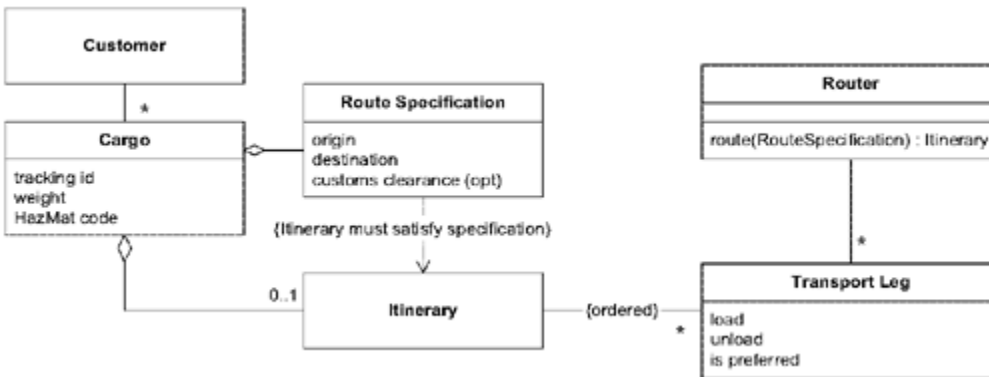 Customer
*
Cargo
tracking id
weight
HazMat code
Route Specification
origin
destination
customs clearance (opt)
{Itinerary must satisfy specification}
0..1
Itinerary
{ordered}
*
Router
route(RouteSpecification) : Itinerary
*
Transport Leg
load
unload
is preferred